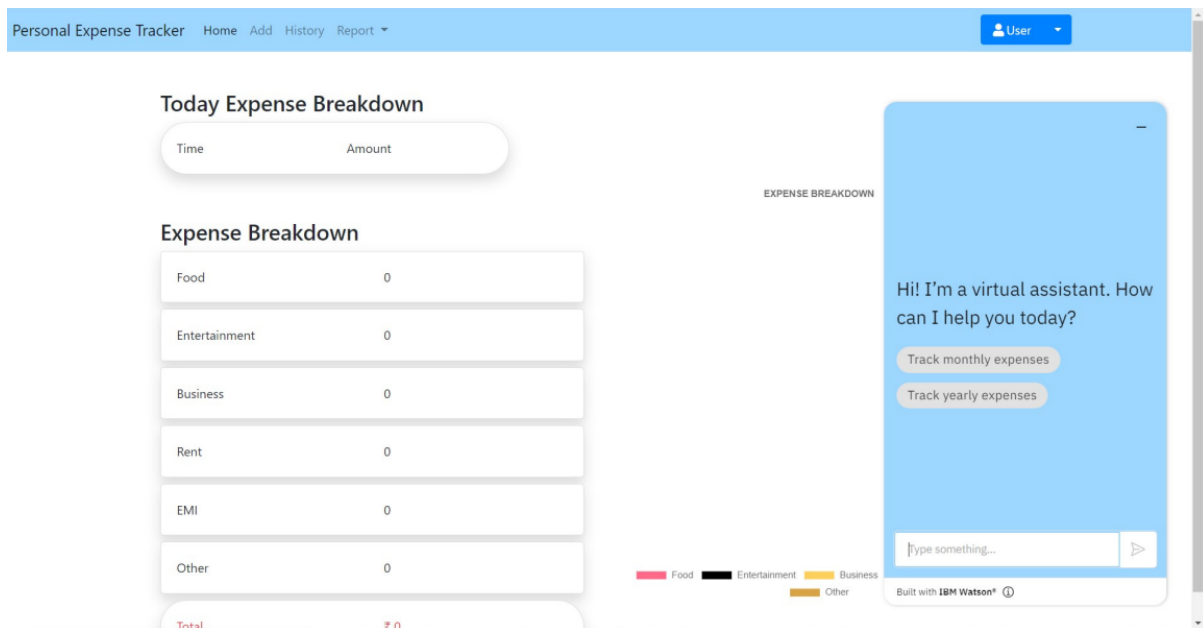 Personal Expense Tracker Home Add History Report User
Today Expense Breakdown
Time Amount
EXPENSE BREAKDOWN
Expense Breakdown
Food 0
Entertainment 0
Business 0
Rent 0
EMI 0
Other 0
Total ₹ 0
Food Entertainment Business
Other
Hi! I'm a virtual assistant. How
can I help you today?
Track monthly expenses
Track yearly expenses
Type something...
Built with IBM Watson®